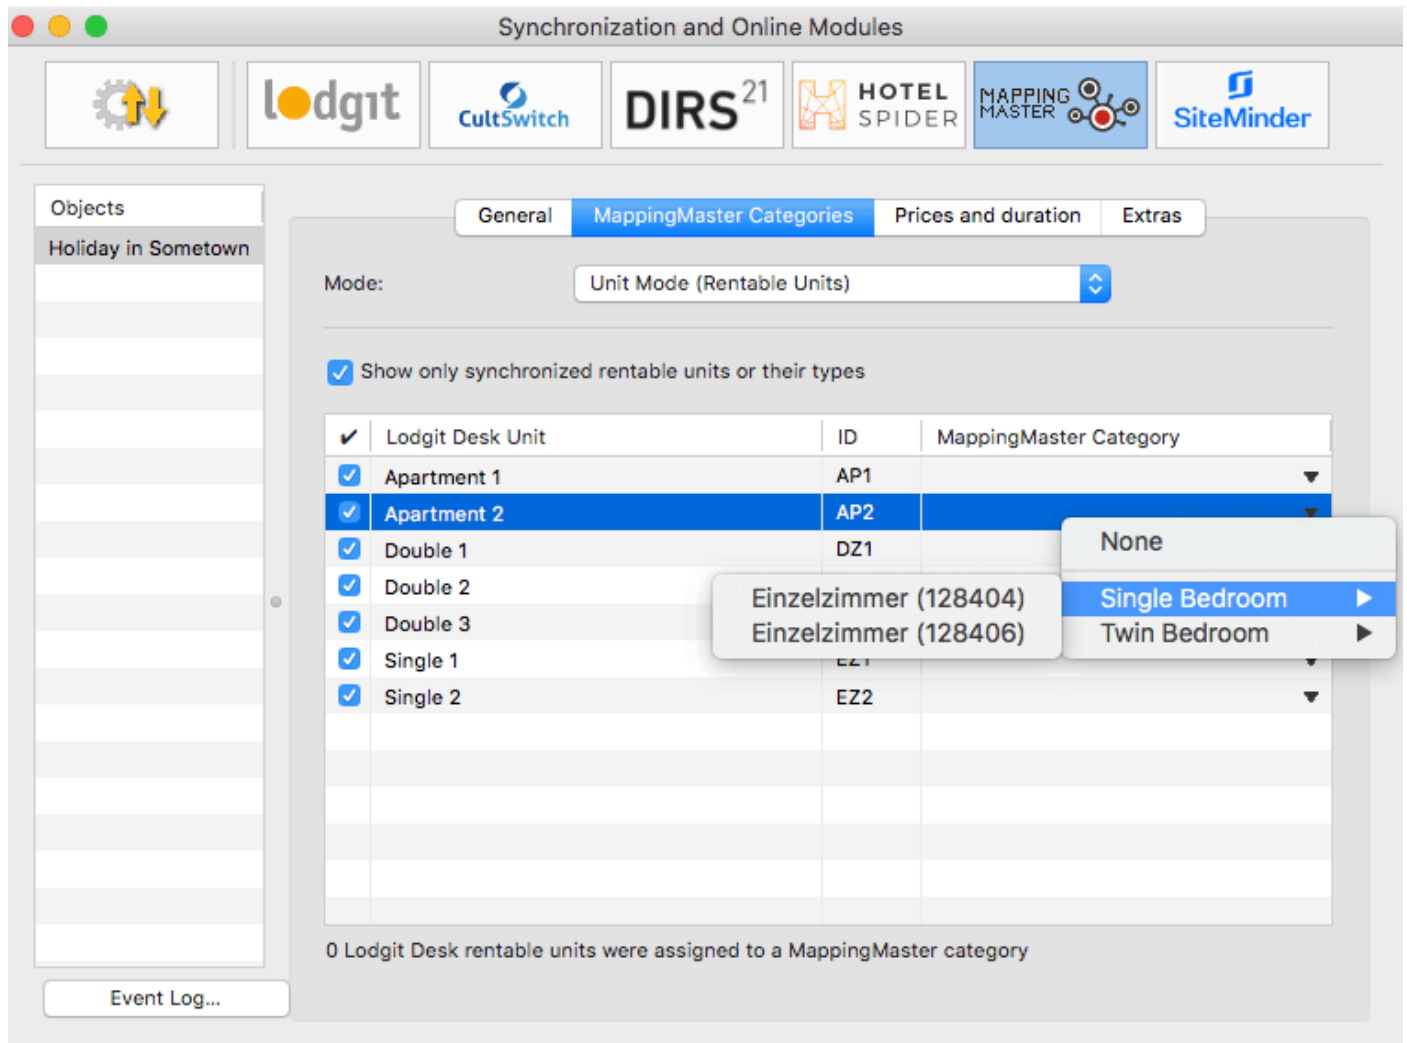 Synchronization and Online Modules
lodgit
CultSwitch
DIRS21
HOTEL
SPIDER
MAPPING
MASTER
SiteMinder
Objects
Holiday in Sometown
General
MappingMaster Categories
Prices and duration
Extras
Mode:
Unit Mode (Rentable Units)
Show only synchronized rentable units or their types
Lodgit Desk Unit ID MappingMaster Category
Apartment 1 AP1
Apartment 2 AP2
Double 1 DZ1
Double 2
Double 3
Single 1 EZ1
Single 2 EZ2
None
Single Bedroom
Twin Bedroom
Einzelzimmer (128404)
Einzelzimmer (128406)
0 Lodgit Desk rentable units were assigned to a MappingMaster category
Event Log...